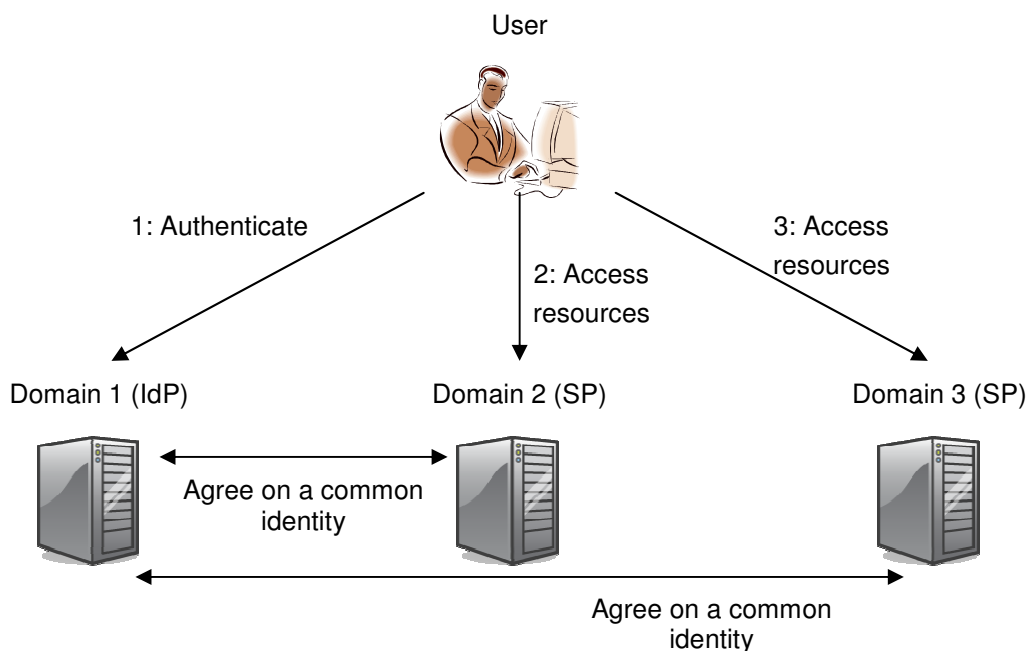 User
1: Authenticate
3: Access
resources
2: Access
resources
Domain 1 (IdP)
Domain 2 (SP)
Domain 3 (SP)
Agree on a common
identity
Agree on a common
identity